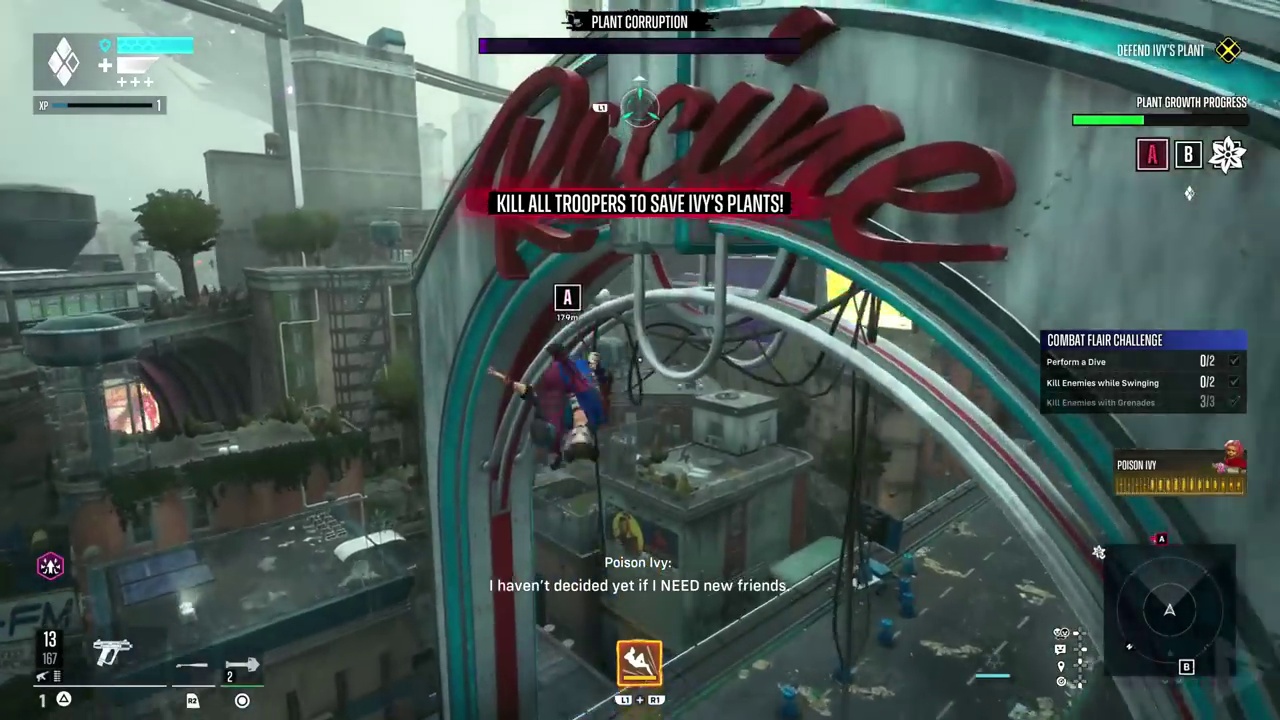 PLANT CORRUPTION
DEFEND IVY'S PLANT
XP
1
PLANT GROWTH PROGRESS
A
B
L1
KILL ALL TROOPERS TO SAVE IVY'S PLANTS!
A
179m
COMBAT FLAIR CHALLENGE
Perform a Dive 0/2
Kill Enemies while Swinging 0/2
Kill Enemies with Grenades 3/3
POISON IVY
A
Poison Ivy:
I haven't decided yet if I NEED new friends.
-FM
13
167
2
1
R2
L1 + R1
B